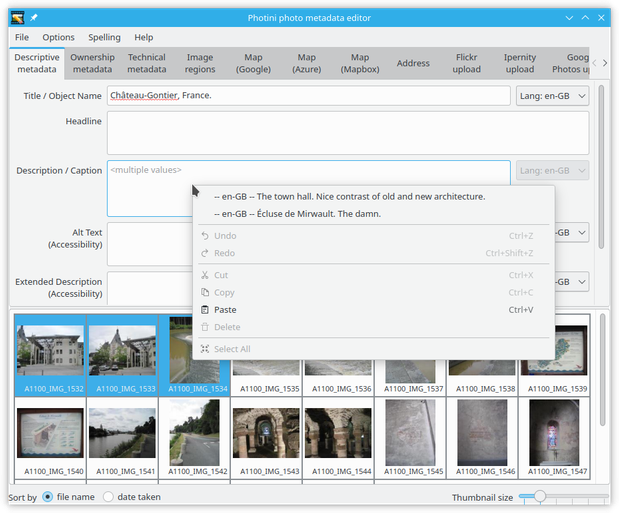 Photini photo metadata editor
File Options Spelling Help
Descriptive metadata
Ownership metadata
Technical metadata
Image regions
Map (Google)
Map (Azure)
Map (Mapbox)
Address
Flickr upload
Ipernity upload
Goog
Photos up
Title / Object Name
Château-Gontier, France.
Lang: en-GB
Headline
Description / Caption
<multiple values>
Lang: en-GB
-- en-GB -- The town hall. Nice contrast of old and new architecture.
-- en-GB -- Écluse de Mirwault. The damn.
Undo Ctrl+Z
Redo Ctrl+Shift+Z
Cut Ctrl+X
Copy Ctrl+C
Paste Ctrl+V
Delete
Select All
Alt Text
(Accessibility)
-GB
Extended Description
(Accessibility)
-GB
A1100_IMG_1532 A1100_IMG_1533 A1100_IMG_1534 A1100_IMG_1535 A1100_IMG_1536 A1100_IMG_1537 A1100_IMG_1538 A1100_IMG_1539
A1100_IMG_1540 A1100_IMG_1541 A1100_IMG_1542 A1100_IMG_1543 A1100_IMG_1544 A1100_IMG_1545 A1100_IMG_1546 A1100_IMG_1547
Sort by file name date taken Thumbnail size